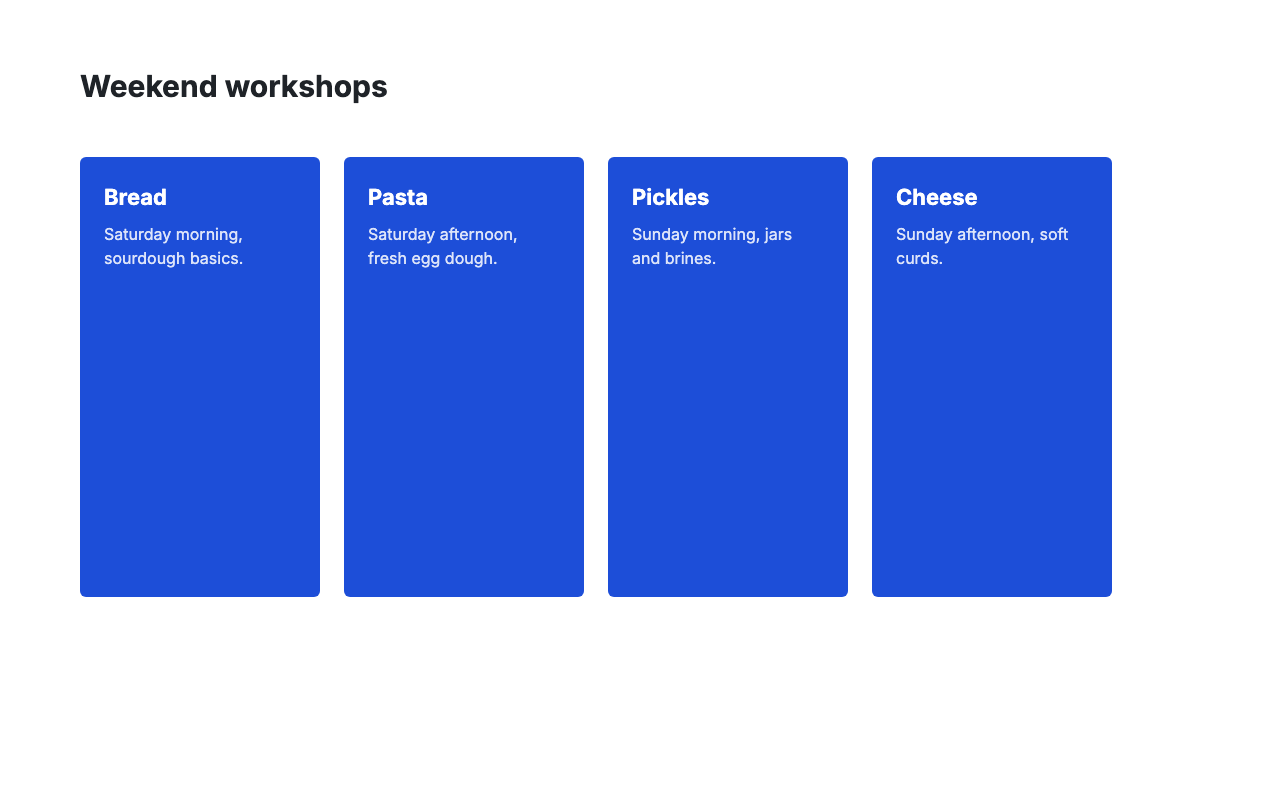 Weekend workshops
Bread
Saturday morning,
sourdough basics.
Pasta
Saturday afternoon,
fresh egg dough.
Pickles
Sunday morning, jars
and brines.
Cheese
Sunday afternoon, soft
curds.